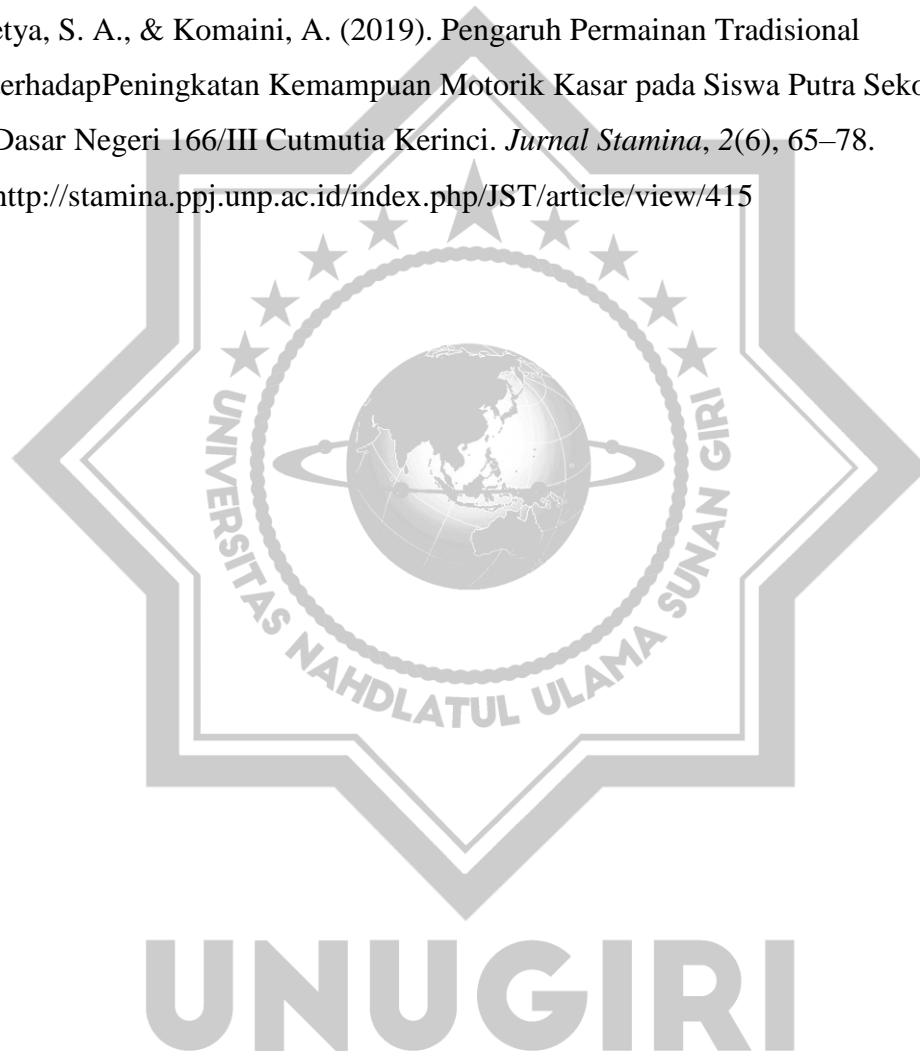 etya, S. A., & Komaini, A. (2019). Pengaruh Permainan Tradisional
erhadapPeningkatan Kemampuan Motorik Kasar pada Siswa Putra Seko
Dasar Negeri 166/III Cutmutia Kerinci. Jurnal Stamina, 2(6), 65–78.
http://stamina.ppj.unp.ac.id/index.php/JST/article/view/415
UNIVERSITAS NAHDLATUL ULAMA SUNAN GIRI
UNUGIRI